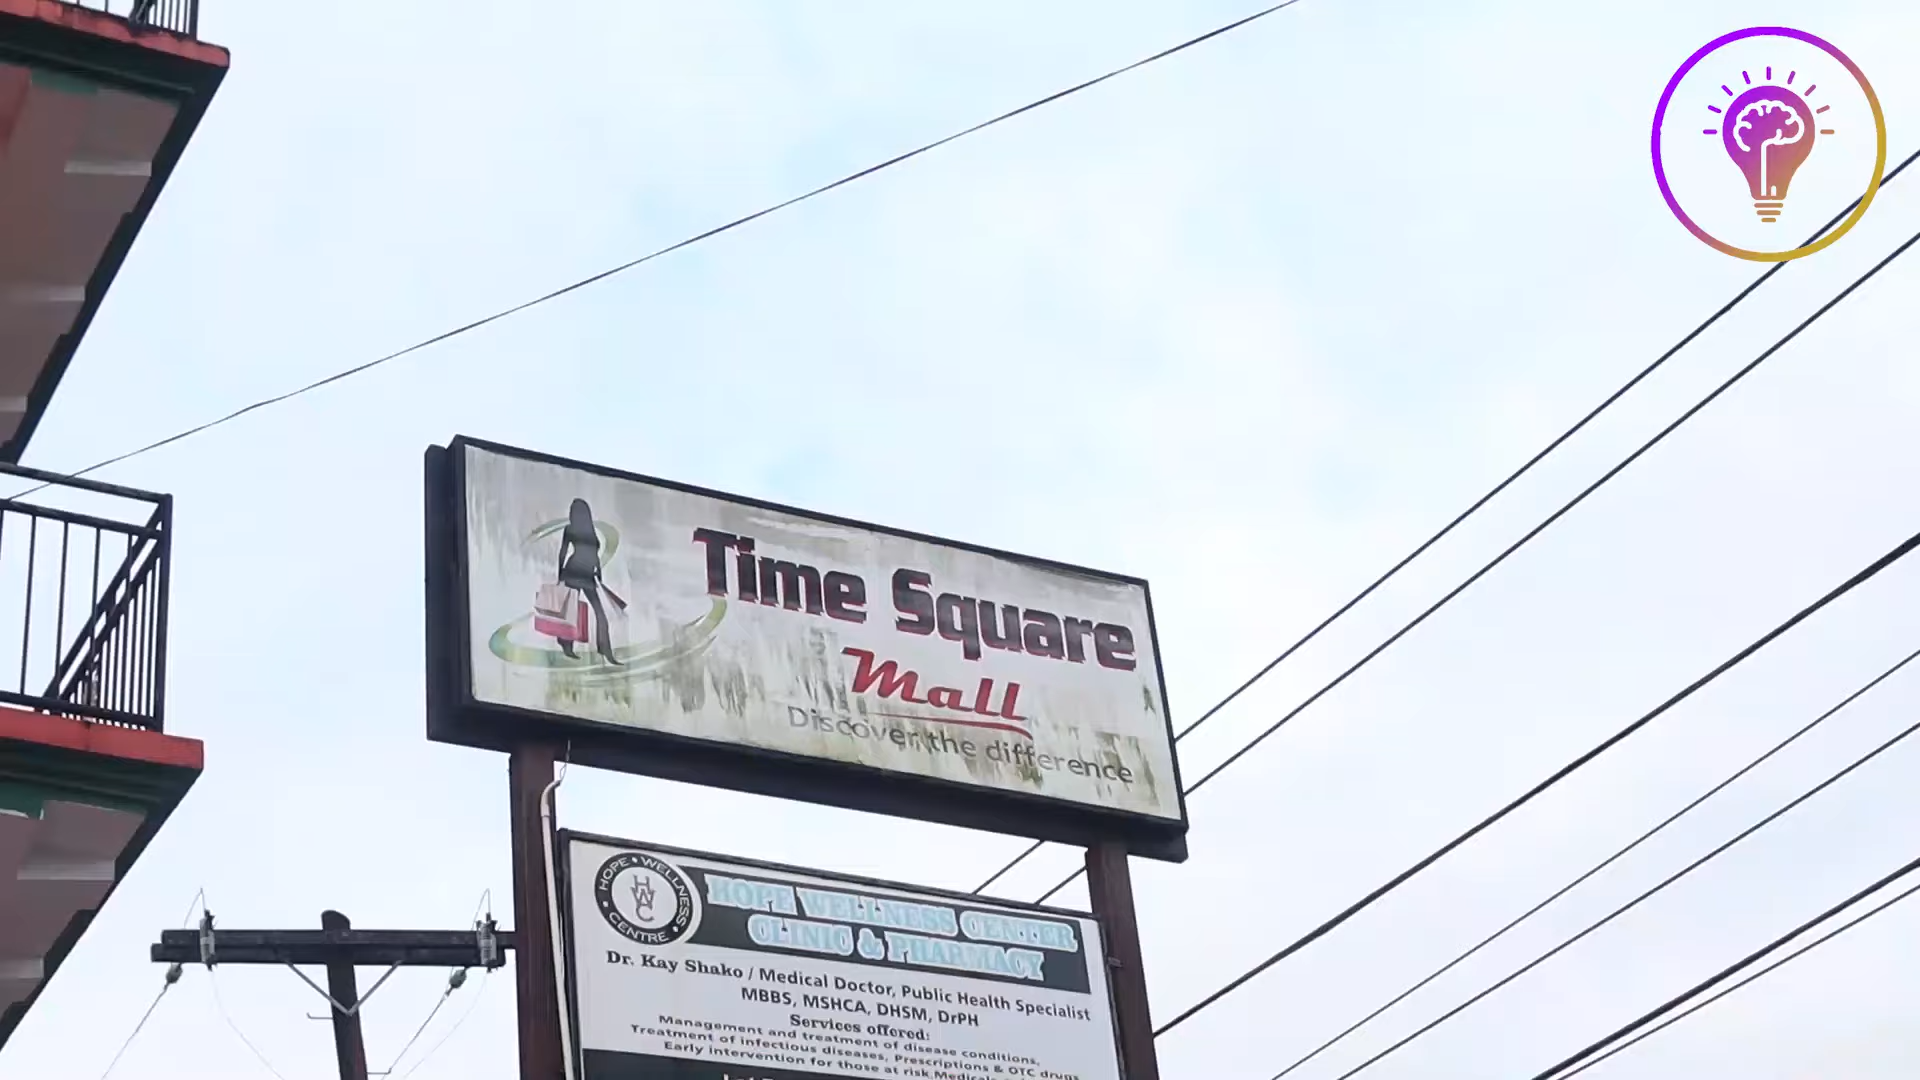 Time Square
Mall
Discover the difference
HOPE • WELLNESS • CENTRE •
HWC
HOPE WELLNESS CENTER
CLINIC & PHARMACY
Dr. Kay Shako / Medical Doctor, Public Health Specialist
MBBS, MSHCA, DHSM, DrPH
Services offered:
Management and treatment of disease conditions,
Treatment of infectious diseases, Prescriptions & OTC drugs
Early intervention for those at risk,